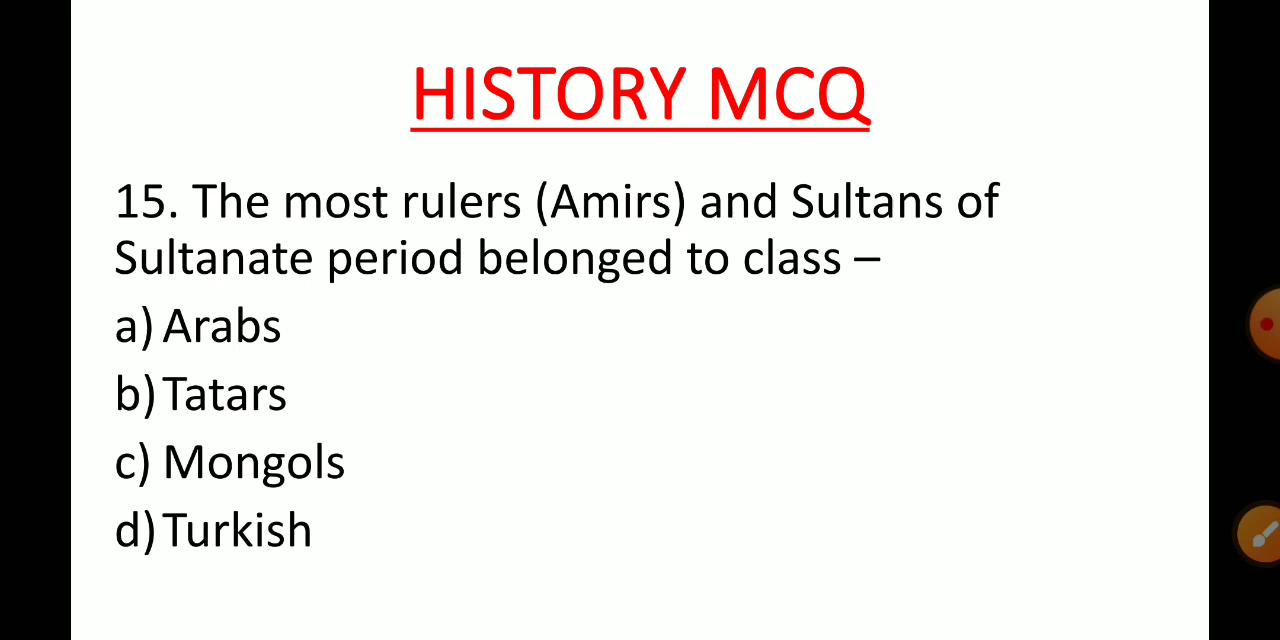 HISTORY MCQ
15. The most rulers (Amirs) and Sultans of
Sultanate period belonged to class –
a) Arabs
b) Tatars
c) Mongols
d) Turkish